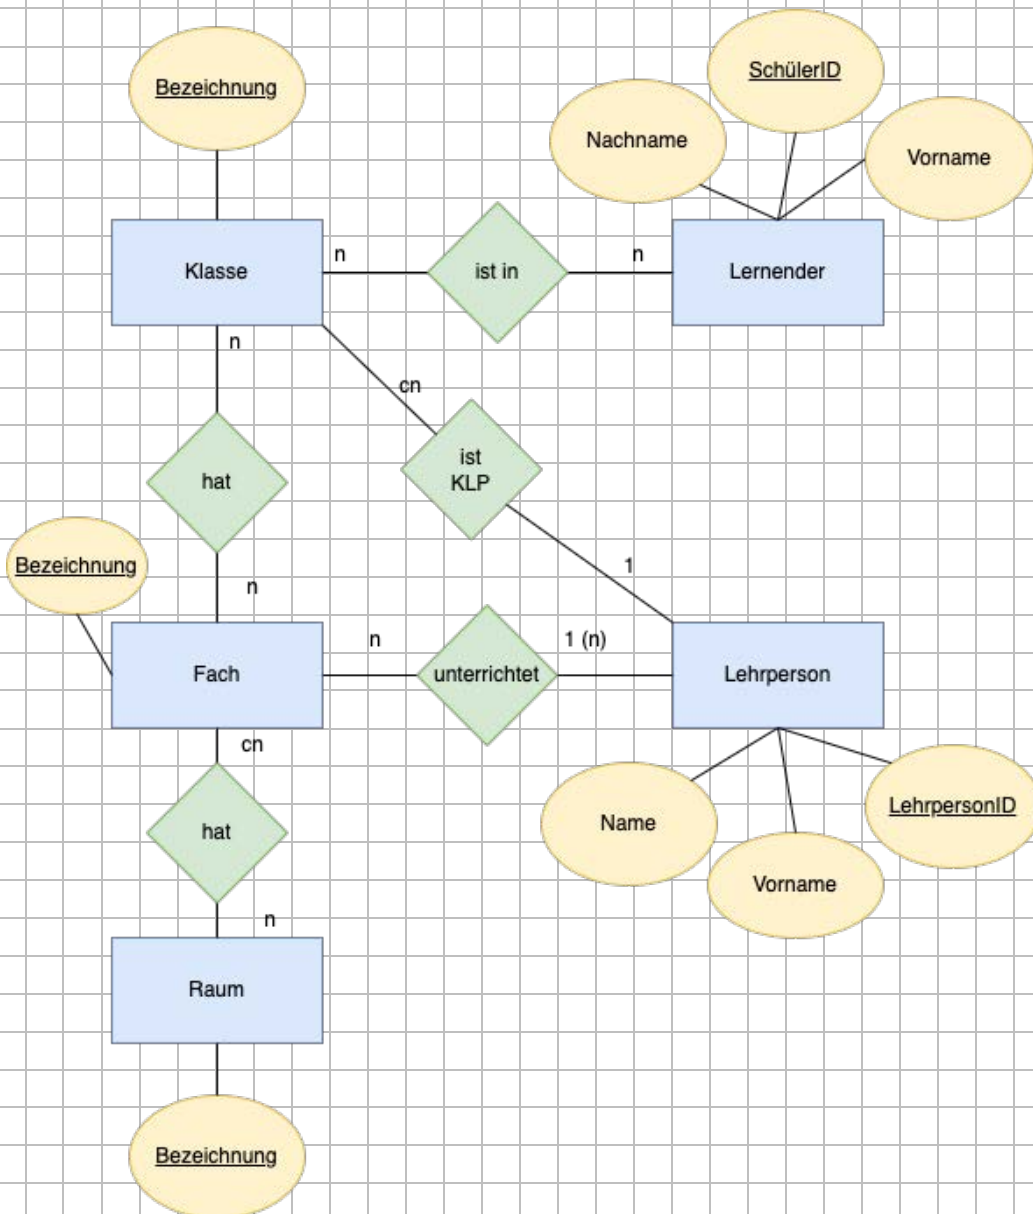 SchülerID
Bezeichnung
Nachname
Vorname
n
n
Klasse
ist in
Lernender
n
cn
ist
KLP
hat
Bezeichnung
1
n
n
1 (n)
Fach
unterrichtet
Lehrperson
cn
LehrpersonID
Name
hat
Vorname
n
Raum
Bezeichnung